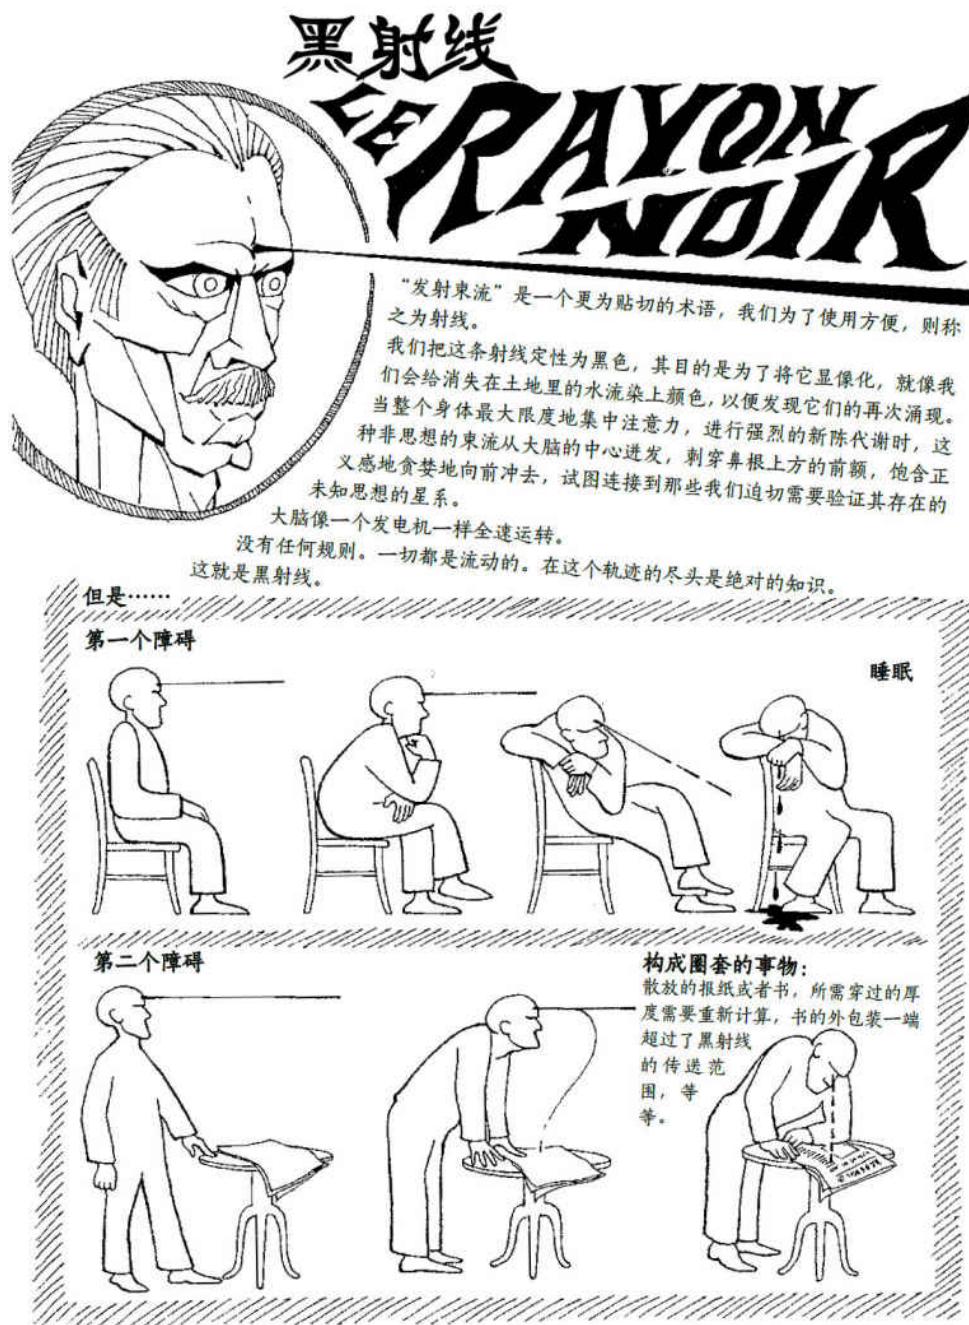 黑射线
LE RAYON
NOIR
“发射束流”是一个更为贴切的术语，我们为了使用方便，则称
之为射线。
我们把这条射线定性为黑色，其目的是为了将它显像化，就像我
们会给消失在土地里的水流染上颜色，以便发现它们的再次涌现。
当整个身体最大限度地集中注意力，进行强烈的新陈代谢时，这
种非思想的束流从大脑的中心迸发，刺穿鼻根上方的前额，饱含正
义感地贪婪地向前冲去，试图连接到那些我们迫切需要验证其存在的
未知思想的星系。
大脑像一个发电机一样全速运转。
没有任何规则。一切都是流动的。在这个轨迹的尽头是绝对的知识。
这就是黑射线。
但是……
第一个障碍
睡眠
第二个障碍
构成圈套的事物：
散放的报纸或者书，所需穿过的厚
度需要重新计算，书的外包装一端
超过了黑射线
的传送范
围，等
等。